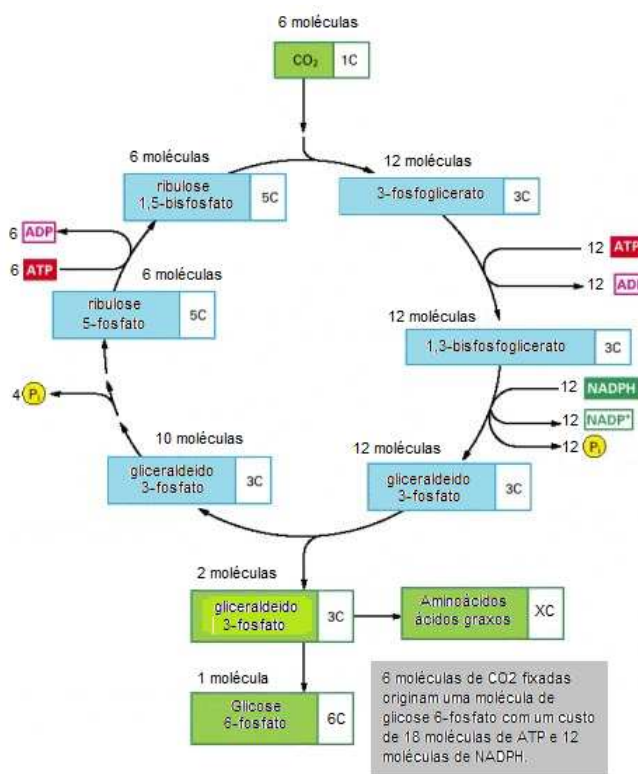 6 moléculas
CO₂ 1C
6 moléculas
12 moléculas
ribulose
1,5-bisfosfato
5C
3-fosfoglicerato 3C
6 ADP
6 ATP
12 ATP
12 AD
6 moléculas
ribulose
5-fosfato
5C
12 moléculas
1,3-bisfosfoglicerato 3C
4 Pi
12 NADPH
12 NADP⁺
12 Pi
10 moléculas
gliceraldeido
3-fosfato
3C
12 moléculas
gliceraldeido
3-fosfato
3C
2 moléculas
gliceraldeido
3-fosfato
3C
Aminoácidos
ácidos graxos
XC
1 molécula
Glicose
6-fosfato
6C
6 moléculas de CO2 fixadas
originam uma molécula de
glicose 6-fosfato com um custo
de 18 moléculas de ATP e 12
moléculas de NADPH.